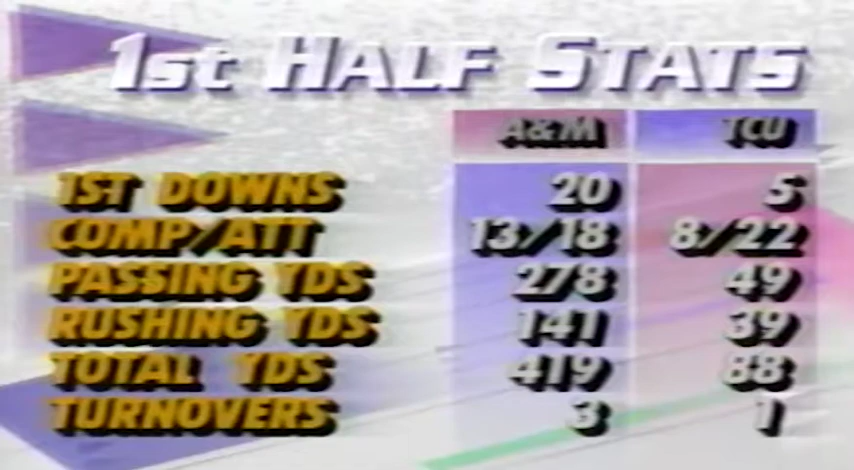 1st HALF STATS
A&M TCU
1ST DOWNS 20 5
COMP/ATT 13/18 8/22
PASSING YDS 278 49
RUSHING YDS 141 39
TOTAL YDS 419 88
TURNOVERS 3 1